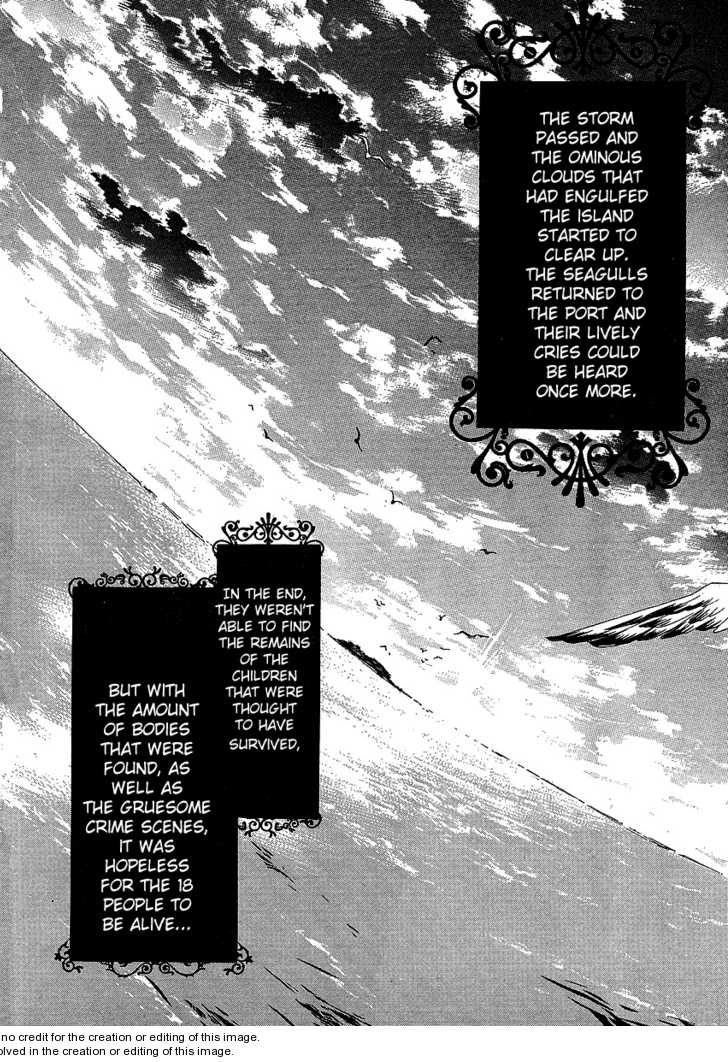 THE STORM
PASSED AND
THE OMINOUS
CLOUDS THAT
HAD ENGULFED
THE ISLAND
STARTED TO
CLEAR UP.
THE SEAGULLS
RETURNED TO
THE PORT AND
THEIR LIVELY
CRIES COULD
BE HEARD
ONCE MORE.
IN THE END,
THEY WEREN'T
ABLE TO FIND
THE REMAINS
OF THE
CHILDREN
THAT WERE
THOUGHT
TO HAVE
SURVIVED,
BUT WITH
THE AMOUNT
OF BODIES
THAT WERE
FOUND, AS
WELL AS
THE GRUESOME
CRIME SCENES,
IT WAS
HOPELESS
FOR THE 18
PEOPLE TO
BE ALIVE...
no credit for the creation or editing of this image.
olved in the creation or editing of this image.